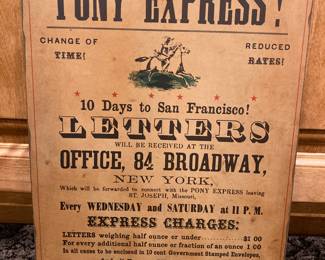 PONY EXPRESS!
CHANGE OF
TIME!
REDUCED
RATES!
10 Days to San Francisco!
LETTERS
WILL BE RECEIVED AT THE
OFFICE, 84 BROADWAY,
NEW YORK,
Which will be forwarded to connect with the PONY EXPRESS leaving
ST. JOSEPH, Missouri,
Every WEDNESDAY and SATURDAY at 11 P. M.
EXPRESS CHARGES:
LETTERS weighing half ounce or under $1 00
For every additional half ounce or fraction of an ounce 1 00
In all cases to be enclosed in 10 cent Government Stamped Envelopes,